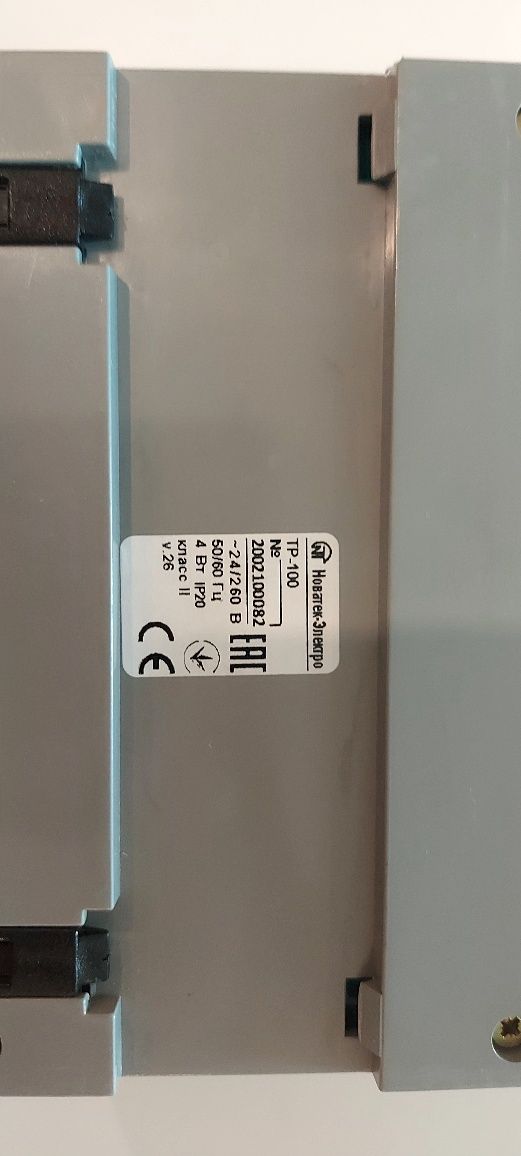 Новатек-Электро
ТР-100
№
2002100082
~24/260 В
50/60 Гц
4 Вт IP20
класс II
v.26
EAC
CE